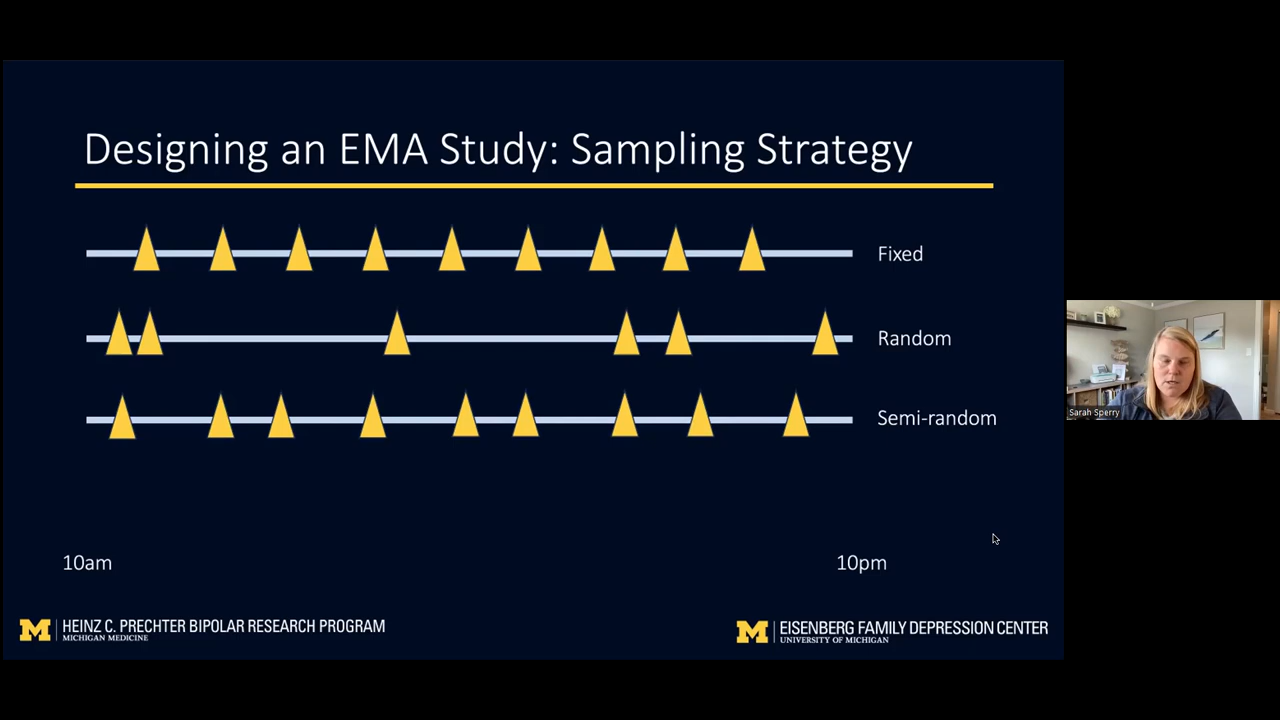 Designing an EMA Study: Sampling Strategy
Fixed
Random
Semi-random
Sarah Sperry
10am
10pm
M HEINZ C. PRECHTER BIPOLAR RESEARCH PROGRAM
MICHIGAN MEDICINE
M EISENBERG FAMILY DEPRESSION CENTER
UNIVERSITY OF MICHIGAN